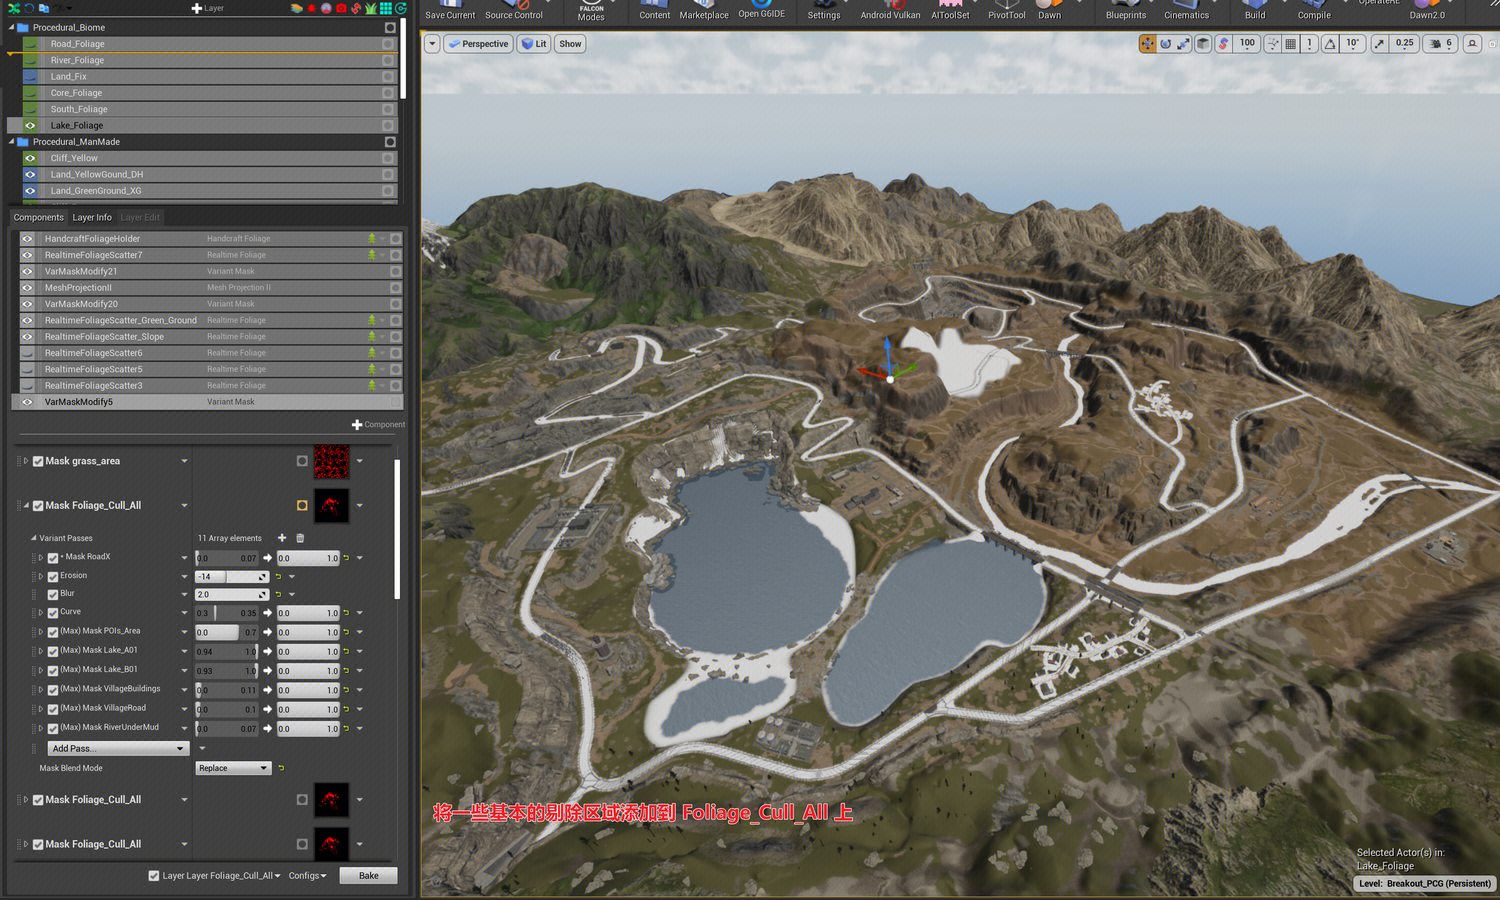 Layer
Save Current
Source Control
FALCON
Modes
Content
Marketplace
Open G6IDE
Settings
Android Vulkan
AIToolSet
PivotTool
Dawn
Blueprints
Cinematics
Build
Compile
OperateRE
Dawn2.0
Procedural_Biome
Road_Foliage
River_Foliage
Land_Fix
Core_Foliage
South_Foliage
Lake_Foliage
Procedural_ManMade
Cliff_Yellow
Land_YellowGound_DH
Land_GreenGround_XG
Perspective
Lit
Show
100
1
10°
0.25
6
Components
Layer Info
Layer Edit
HandcraftFoliageHolder Handcraft Foliage
RealtimeFoliageScatter7 Realtime Foliage
VarMaskModify21 Variant Mask
MeshProjectionII Mesh Projection II
VarMaskModify20 Variant Mask
RealtimeFoliageScatter_Green_Ground Realtime Foliage
RealtimeFoliageScatter_Slope Realtime Foliage
RealtimeFoliageScatter6 Realtime Foliage
RealtimeFoliageScatter5 Realtime Foliage
RealtimeFoliageScatter3 Realtime Foliage
VarMaskModify5 Variant Mask
Component
Mask grass_area
Mask Foliage_Cull_All
Variant Passes 11 Array elements
* Mask RoadX 0.0 0.07 0.0 1.0
Erosion -14
Blur 2.0
Curve 0.3 0.35 0.0 1.0
(Max) Mask POIs_Area 0.0 0.7 0.0 1.0
(Max) Mask Lake_A01 0.94 1.0 0.0 1.0
(Max) Mask Lake_B01 0.93 1.0 0.0 1.0
(Max) Mask VillageBuildings 0.0 0.11 0.0 1.0
(Max) Mask VillageRoad 0.0 0.1 0.0 1.0
(Max) Mask RiverUnderMud 0.0 0.07 0.0 1.0
Add Pass...
Mask Blend Mode Replace
Mask Foliage_Cull_All
Mask Foliage_Cull_All
Layer Layer Foliage_Cull_All Configs Bake
将一些基本的剔除区域添加到 Foliage_Cull_All 上
Selected Actor(s) in:
Lake_Foliage
Level: Breakout_PCG (Persistent)